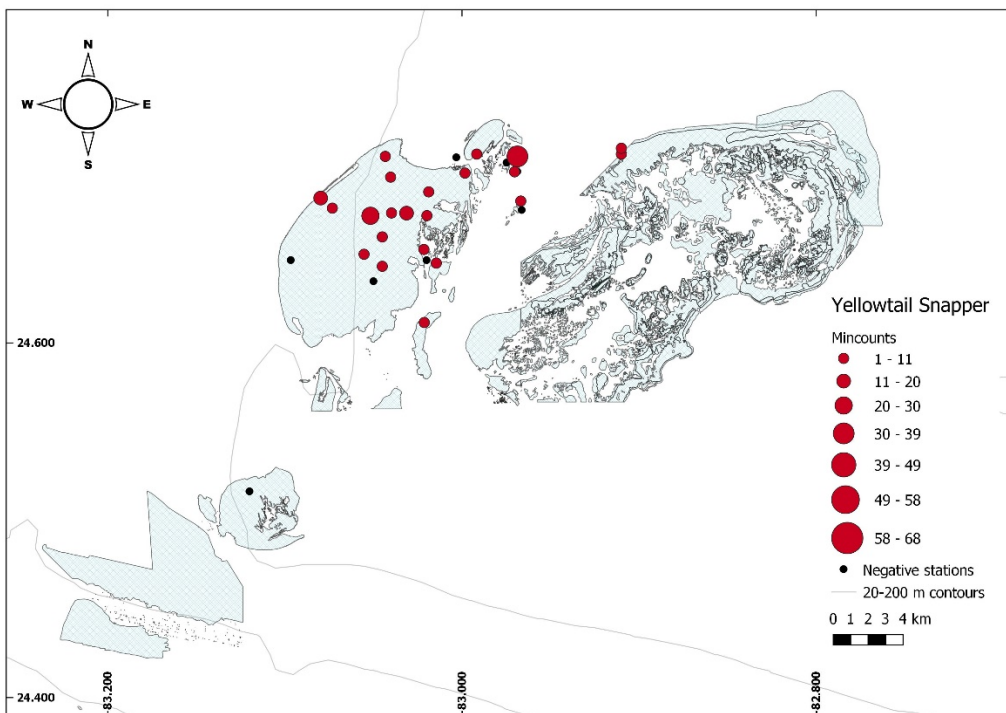 N
W E
S
Yellowtail Snapper
Mincounts
1 - 11
11 - 20
20 - 30
30 - 39
39 - 49
49 - 58
58 - 68
Negative stations
20-200 m contours
0 1 2 3 4 km
24.600
24.400
-83.200
-83.000
-82.800